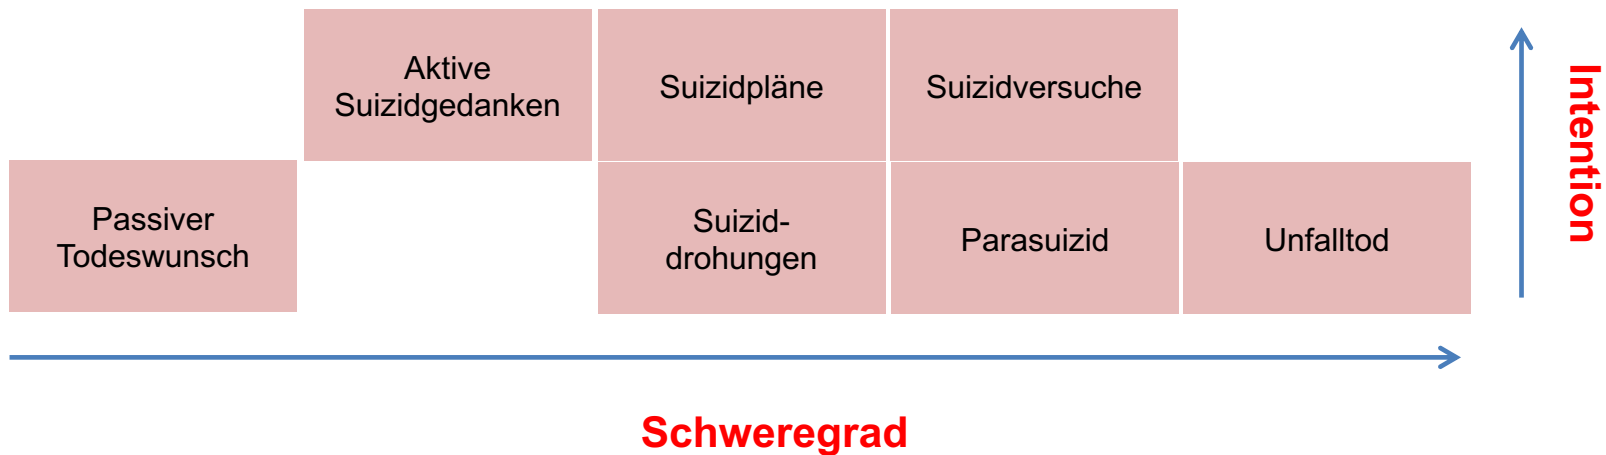 Aktive
Suizidgedanken
Suizidpläne
Suizidversuche
Passiver
Todeswunsch
Suizid-
drohungen
Parasuizid
Unfalltod
Intention
Schweregrad